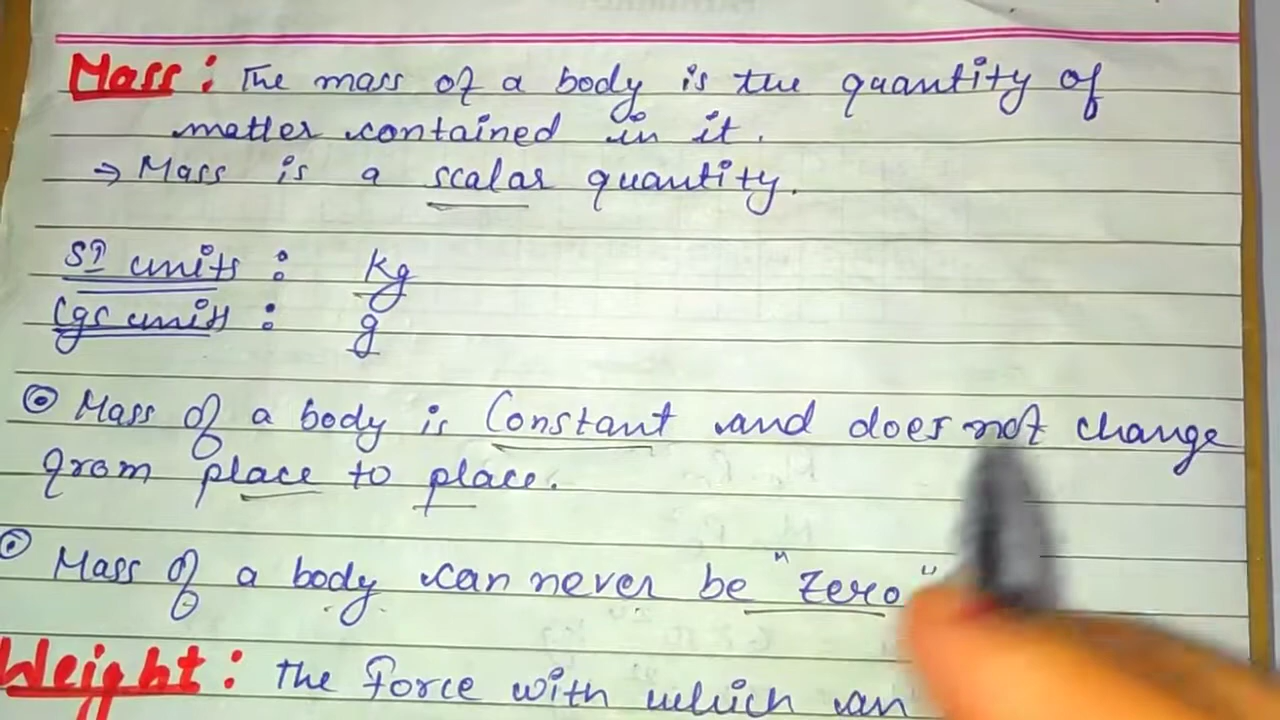 Mass: The mass of a body is the quantity of
matter contained in it.
→ Mass is a scalar quantity.
SI units : kg
Cgs units : g
Mass of a body is Constant and does not change
from place to place.
Mass of a body can never be "Zero"
Weight: The force with which an